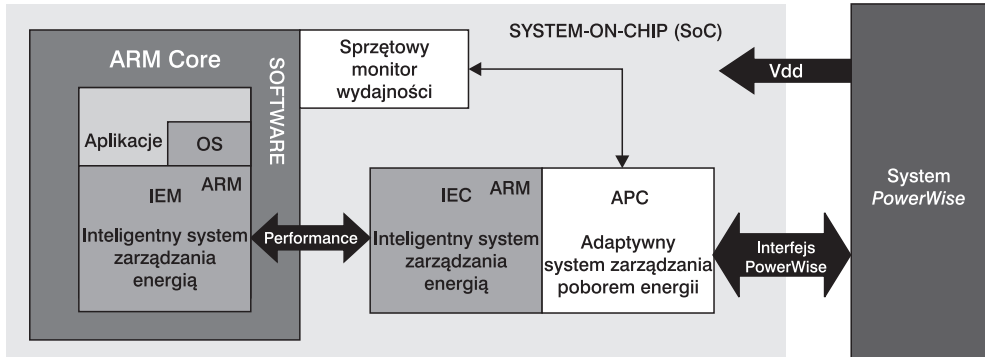 SYSTEM-ON-CHIP (SoC)
ARM Core
SOFTWARE
Sprzętowy
monitor
wydajności
Vdd
Aplikacje
OS
ARM
IEM
Inteligentny system
zarządzania
energią
Performance
ARM
IEC
Inteligentny system
zarządzania
energią
APC
Adaptywny
system zarządzania
poborem energii
Interfejs
PowerWise
System
PowerWise